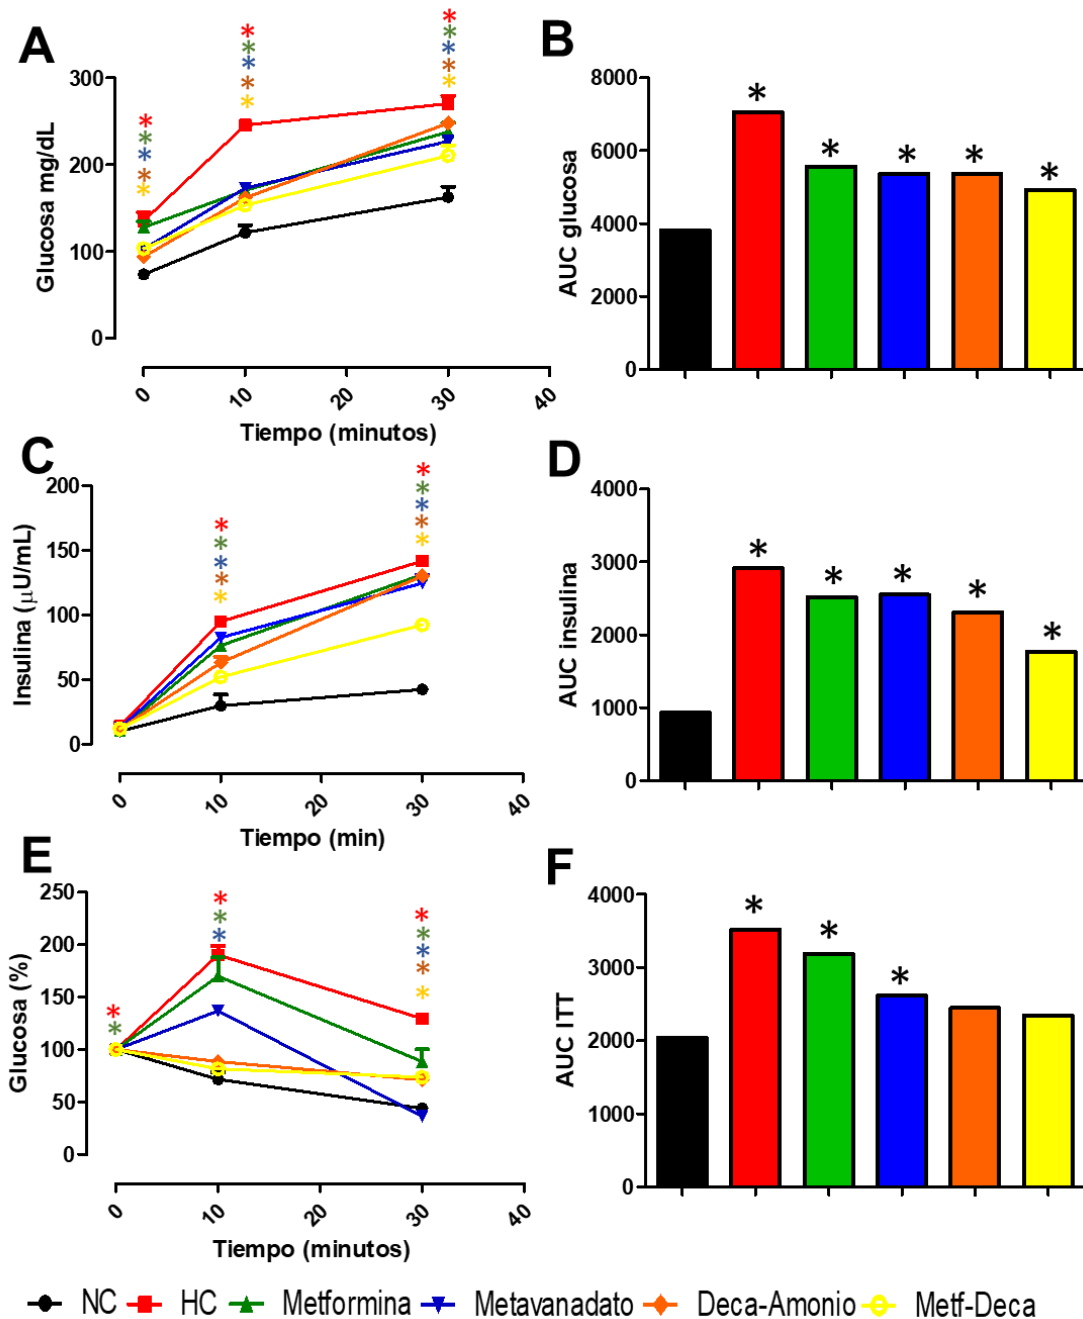 A
Glucosa mg/dL
300
200
100
0
* * * * *
* * * * *
* * * * *
0 10 20 30 40
Tiempo (minutos)
B
AUC glucosa
8000
6000
4000
2000
0
* * * * *
C
Insulina (μU/mL)
200
150
100
50
0
* * * * *
* * * * *
0 10 20 30 40
Tiempo (min)
D
AUC insulina
4000
3000
2000
1000
0
* * * * *
E
Glucosa (%)
250
200
150
100
50
0
* *
* * *
* * * * *
0 10 20 30 40
Tiempo (minutos)
F
AUC ITT
4000
3000
2000
1000
0
* * *
NC HC Metformina Metavanadato Deca-Amonio Metf-Deca